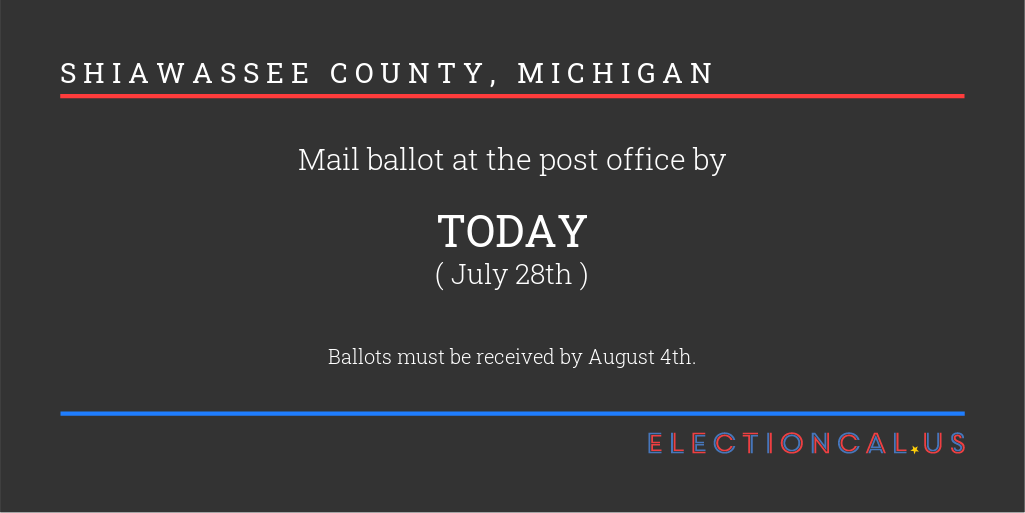 SHIAWASSEE COUNTY, MICHIGAN
Mail ballot at the post office by
TODAY
( July 28th )
Ballots must be received by August 4th.
ELECTIONCAL.US